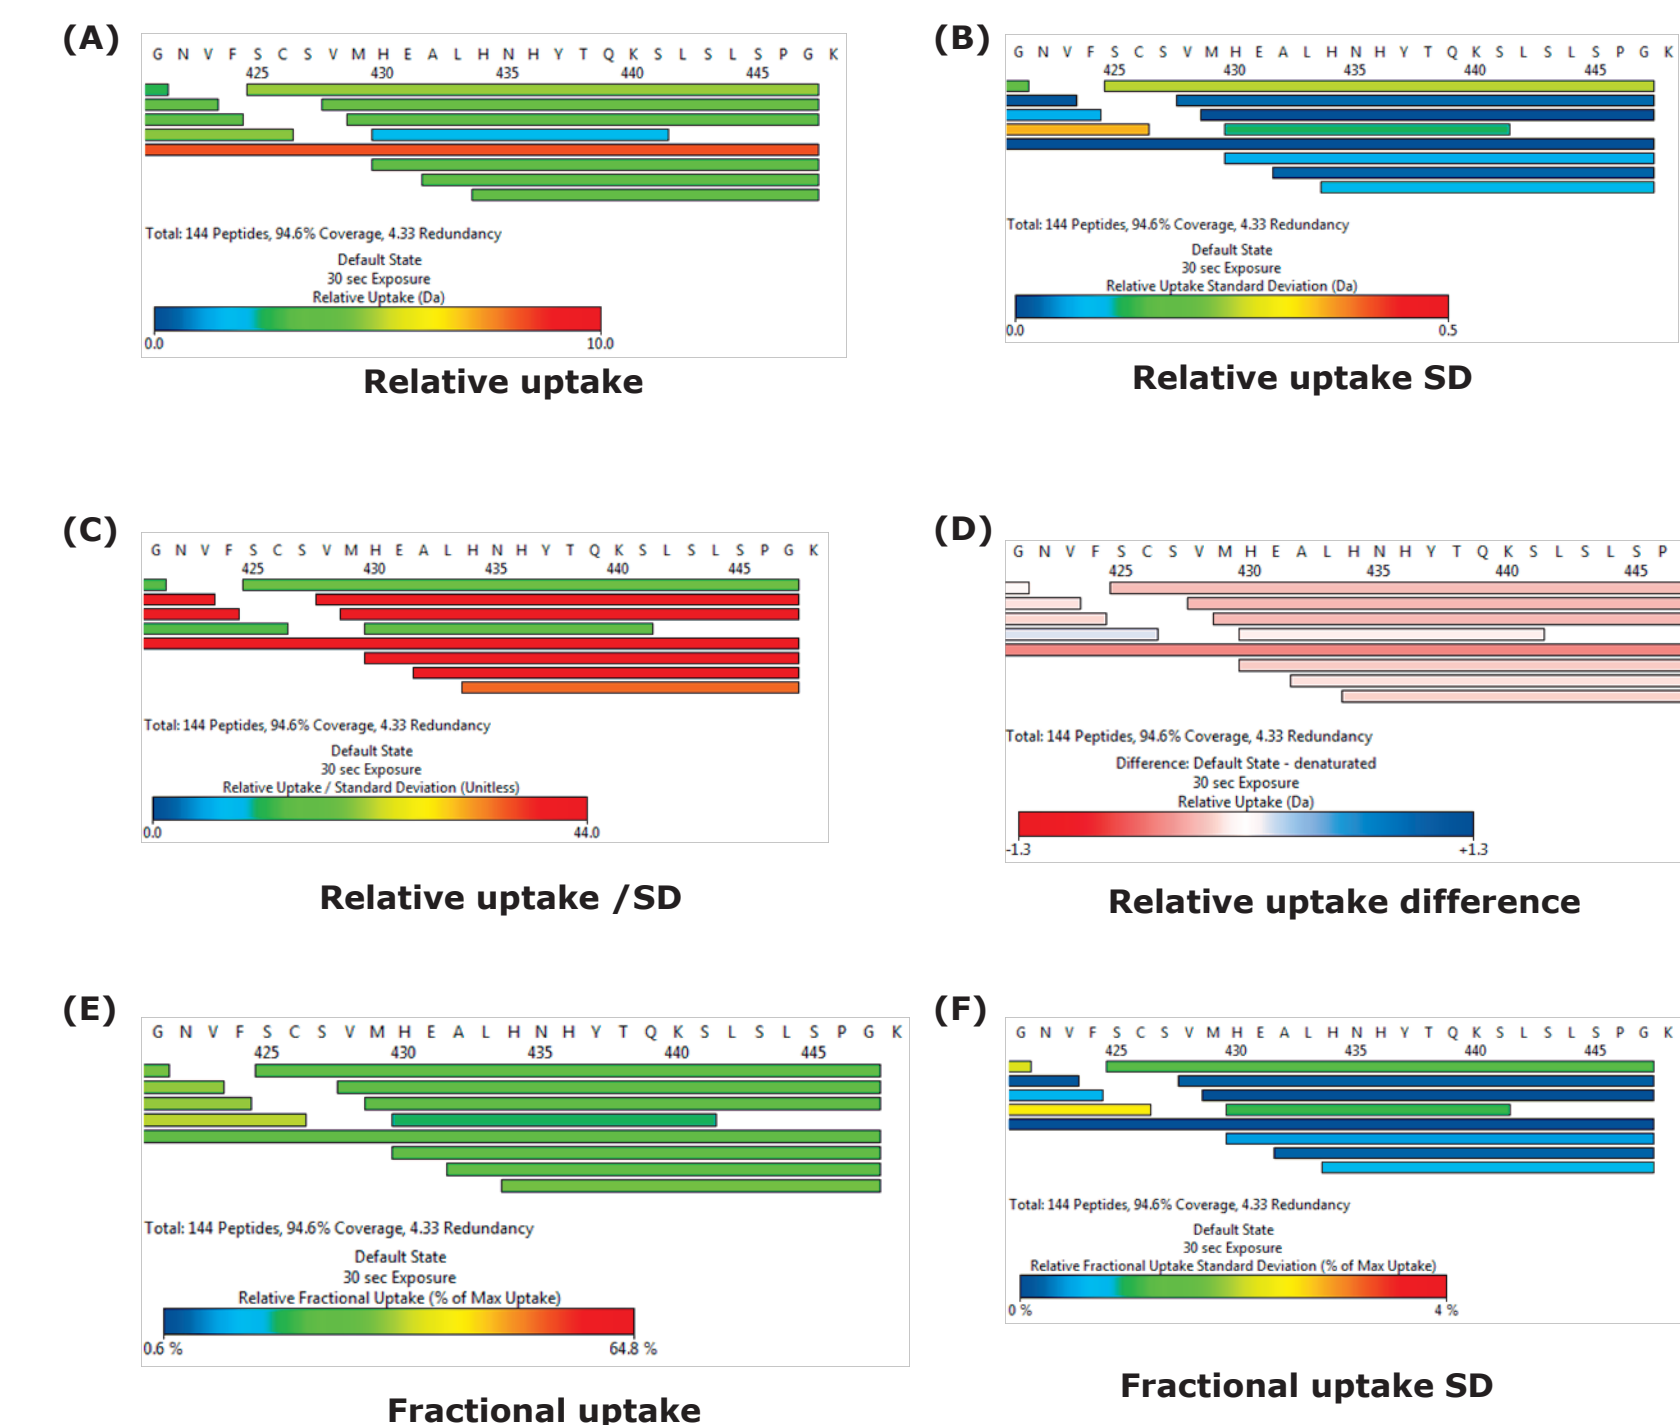 (A)
G N V F S C S V M H E A L H N H Y T Q K S L S L S P G K
425 430 435 440 445
Total: 144 Peptides, 94.6% Coverage, 4.33 Redundancy
Default State
30 sec Exposure
Relative Uptake (Da)
0.0 10.0
Relative uptake
(B)
G N V F S C S V M H E A L H N H Y T Q K S L S L S P G K
425 430 435 440 445
Total: 144 Peptides, 94.6% Coverage, 4.33 Redundancy
Default State
30 sec Exposure
Relative Uptake Standard Deviation (Da)
0.0 0.5
Relative uptake SD
(C)
G N V F S C S V M H E A L H N H Y T Q K S L S L S P G K
425 430 435 440 445
Total: 144 Peptides, 94.6% Coverage, 4.33 Redundancy
Default State
30 sec Exposure
Relative Uptake / Standard Deviation (Unitless)
0.0 44.0
Relative uptake /SD
(D)
G N V F S C S V M H E A L H N H Y T Q K S L S L S P
425 430 435 440 445
Total: 144 Peptides, 94.6% Coverage, 4.33 Redundancy
Difference: Default State - denaturated
30 sec Exposure
Relative Uptake (Da)
-1.3 +1.3
Relative uptake difference
(E)
G N V F S C S V M H E A L H N H Y T Q K S L S L S P G K
425 430 435 440 445
Total: 144 Peptides, 94.6% Coverage, 4.33 Redundancy
Default State
30 sec Exposure
Relative Fractional Uptake (% of Max Uptake)
0.6 % 64.8 %
Fractional uptake
(F)
G N V F S C S V M H E A L H N H Y T Q K S L S L S P G K
425 430 435 440 445
Total: 144 Peptides, 94.6% Coverage, 4.33 Redundancy
Default State
30 sec Exposure
Relative Fractional Uptake Standard Deviation (% of Max Uptake)
0 % 4 %
Fractional uptake SD